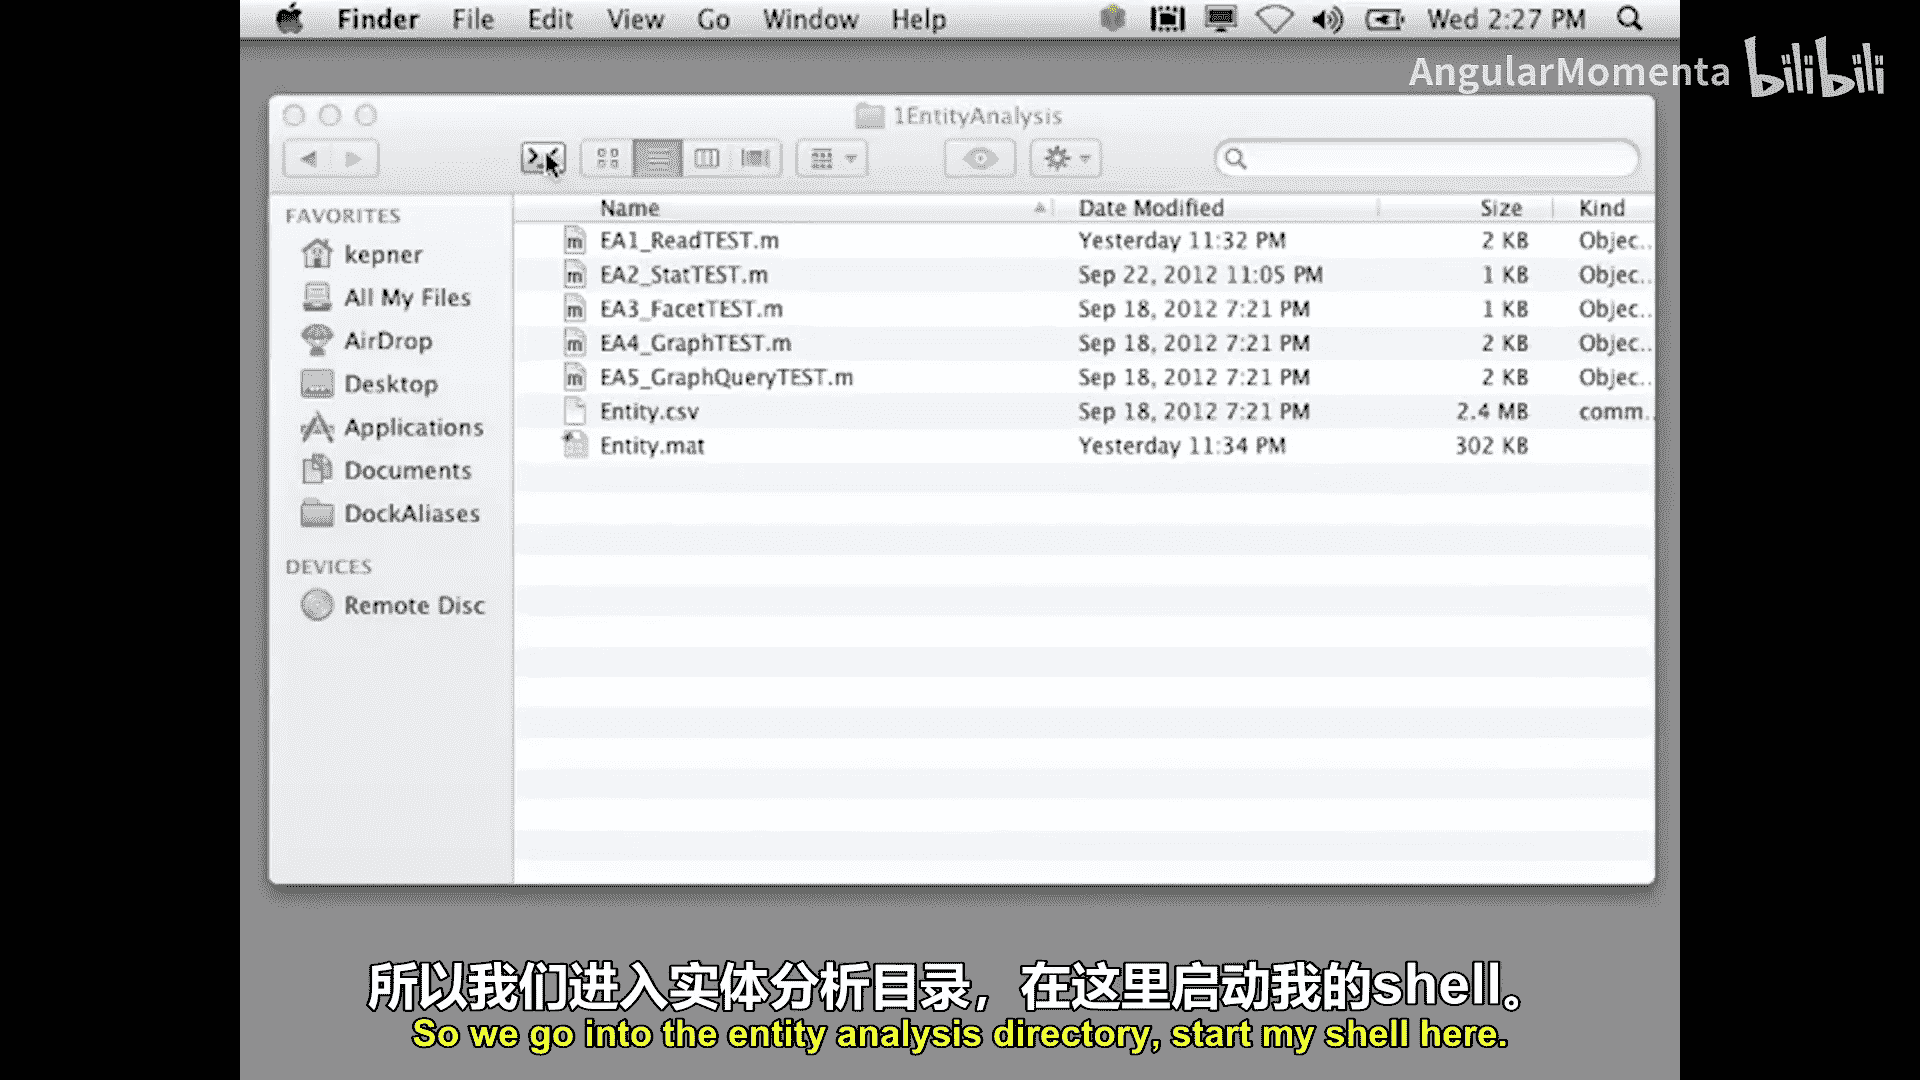 Finder File Edit View Go Window Help Wed 2:27 PM
AngularMomenta bilibili
1EntityAnalysis
FAVORITES
kepner
All My Files
AirDrop
Desktop
Applications
Documents
DockAliases
DEVICES
Remote Disc
Name Date Modified Size Kind
EA1_ReadTEST.m Yesterday 11:32 PM 2 KB Objec...
EA2_StatTEST.m Sep 22, 2012 11:05 PM 1 KB Objec...
EA3_FacetTEST.m Sep 18, 2012 7:21 PM 1 KB Objec...
EA4_GraphTEST.m Sep 18, 2012 7:21 PM 2 KB Objec...
EA5_GraphQueryTEST.m Sep 18, 2012 7:21 PM 2 KB Objec...
Entity.csv Sep 18, 2012 7:21 PM 2.4 MB comm...
Entity.mat Yesterday 11:34 PM 302 KB
所以我们进入实体分析目录，在这里启动我的shell。
So we go into the entity analysis directory, start my shell here.